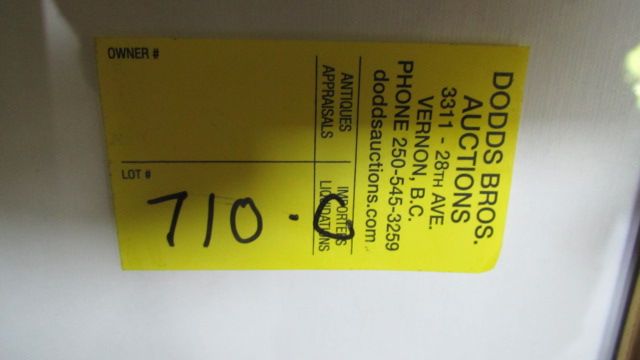 DODDS BROS.
AUCTIONS
3311 - 28TH AVE.
VERNON, B.C.
PHONE 250-545-3259
doddsauctions.com
ANTIQUES
APPRAISALS
IMPORTERS
LIQUIDATIONS
OWNER #
LOT #
710.C